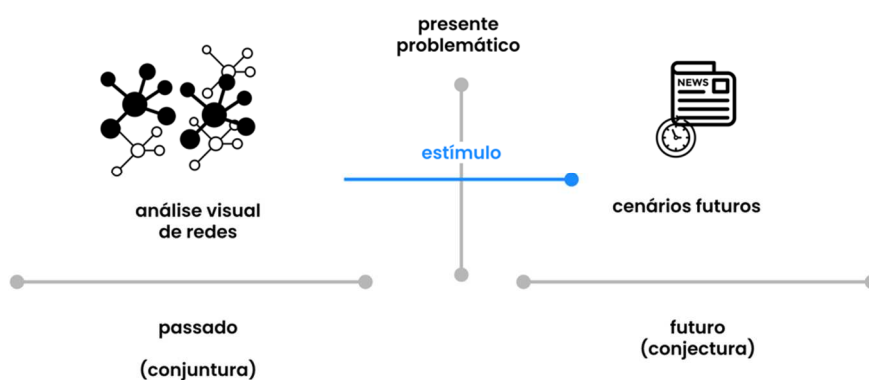 presente
problemático
NEWS
estímulo
análise visual
de redes
cenários futuros
passado
(conjuntura)
futuro
(conjectura)